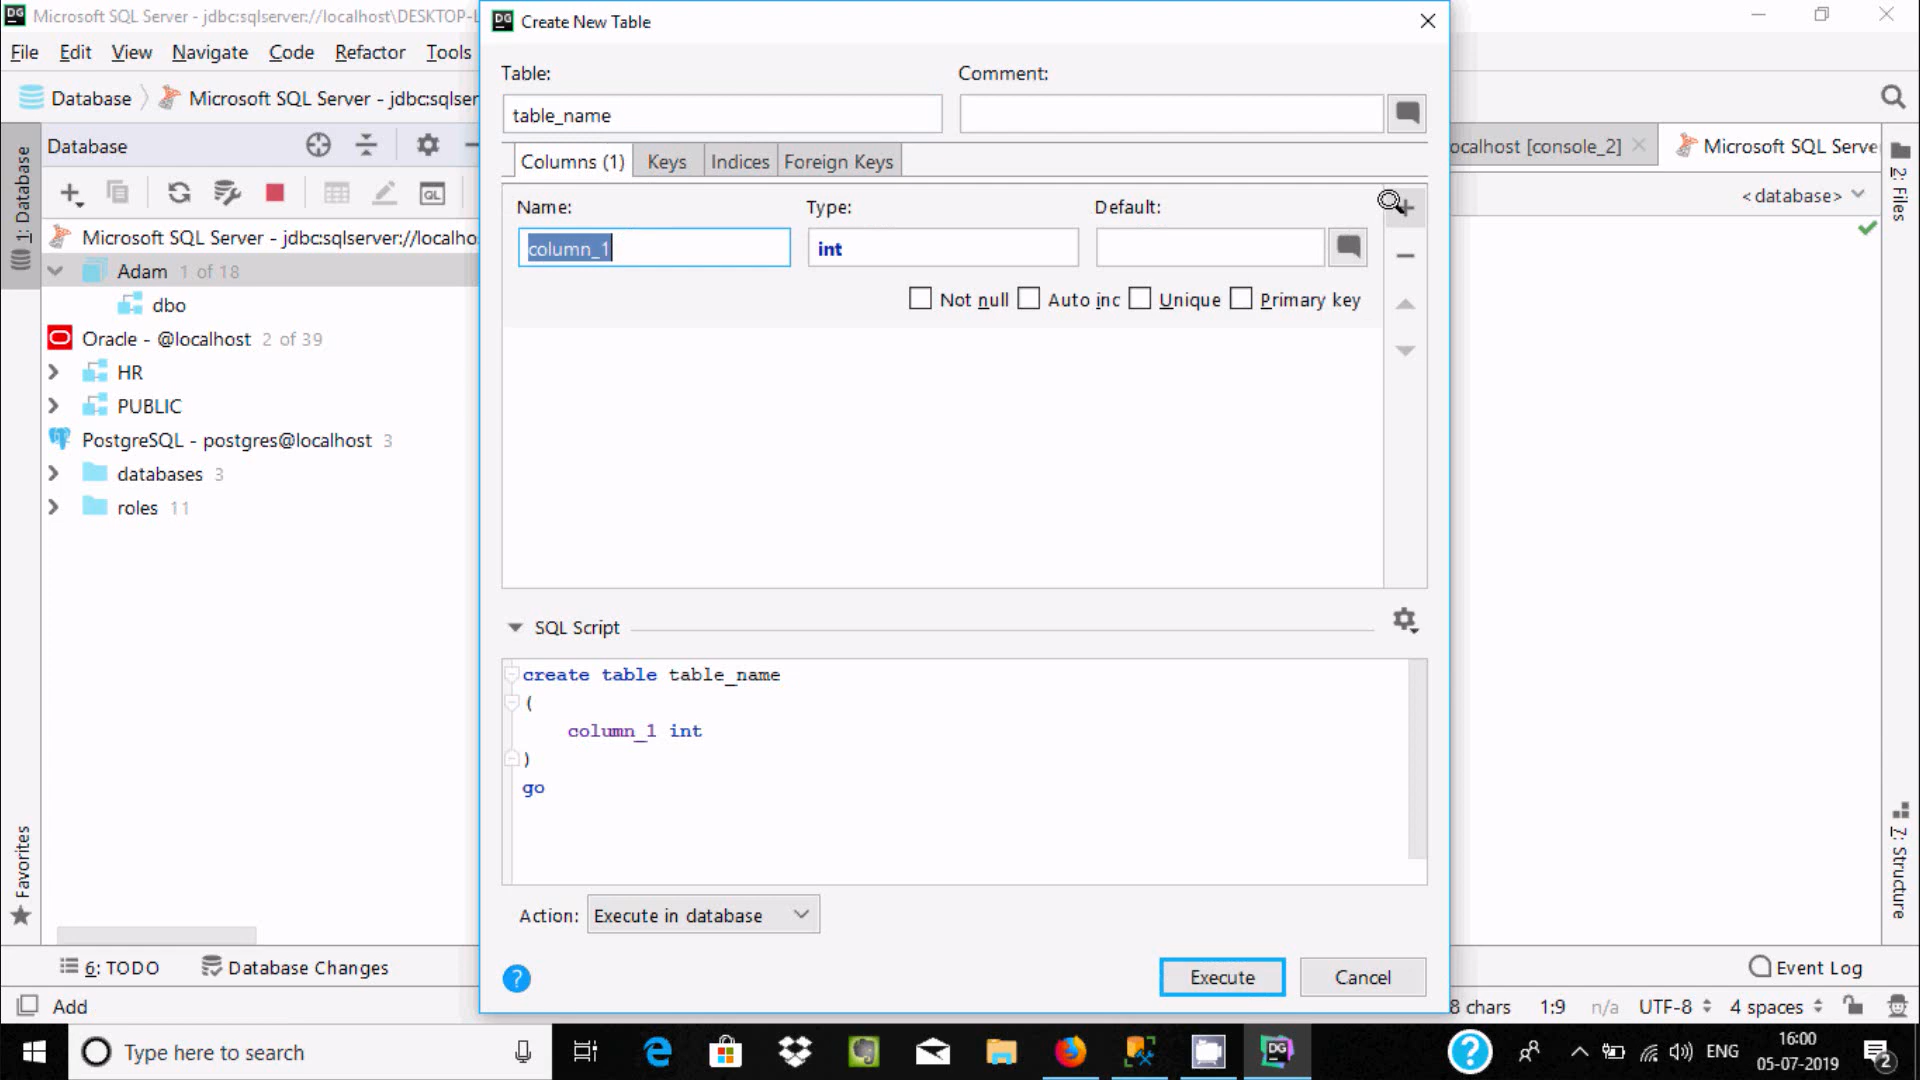 Microsoft SQL Server - jdbc:sqlserver://localhost\DESKTOP-L
File Edit View Navigate Code Refactor Tools
Database Microsoft SQL Server - jdbc:sqlser
Database
1: Database
Microsoft SQL Server - jdbc:sqlserver://localho
Adam 1 of 18
dbo
Oracle - @localhost 2 of 39
HR
PUBLIC
PostgreSQL - postgres@localhost 3
databases 3
roles 11
Favorites
DG Create New Table
Table: Comment:
table_name
Columns (1) Keys Indices Foreign Keys
Name: Type: Default:
column_1 int
Not null Auto inc Unique Primary key
SQL Script
create table table_name
(
column_1 int
)
go
Action: Execute in database
? Execute Cancel
ocalhost [console_2] Microsoft SQL Serve
<database>
2: Files
7: Structure
6: TODO Database Changes Event Log
Add 8 chars 1:9 n/a UTF-8 4 spaces
Type here to search
DG
? ENG 16:00
05-07-2019
2